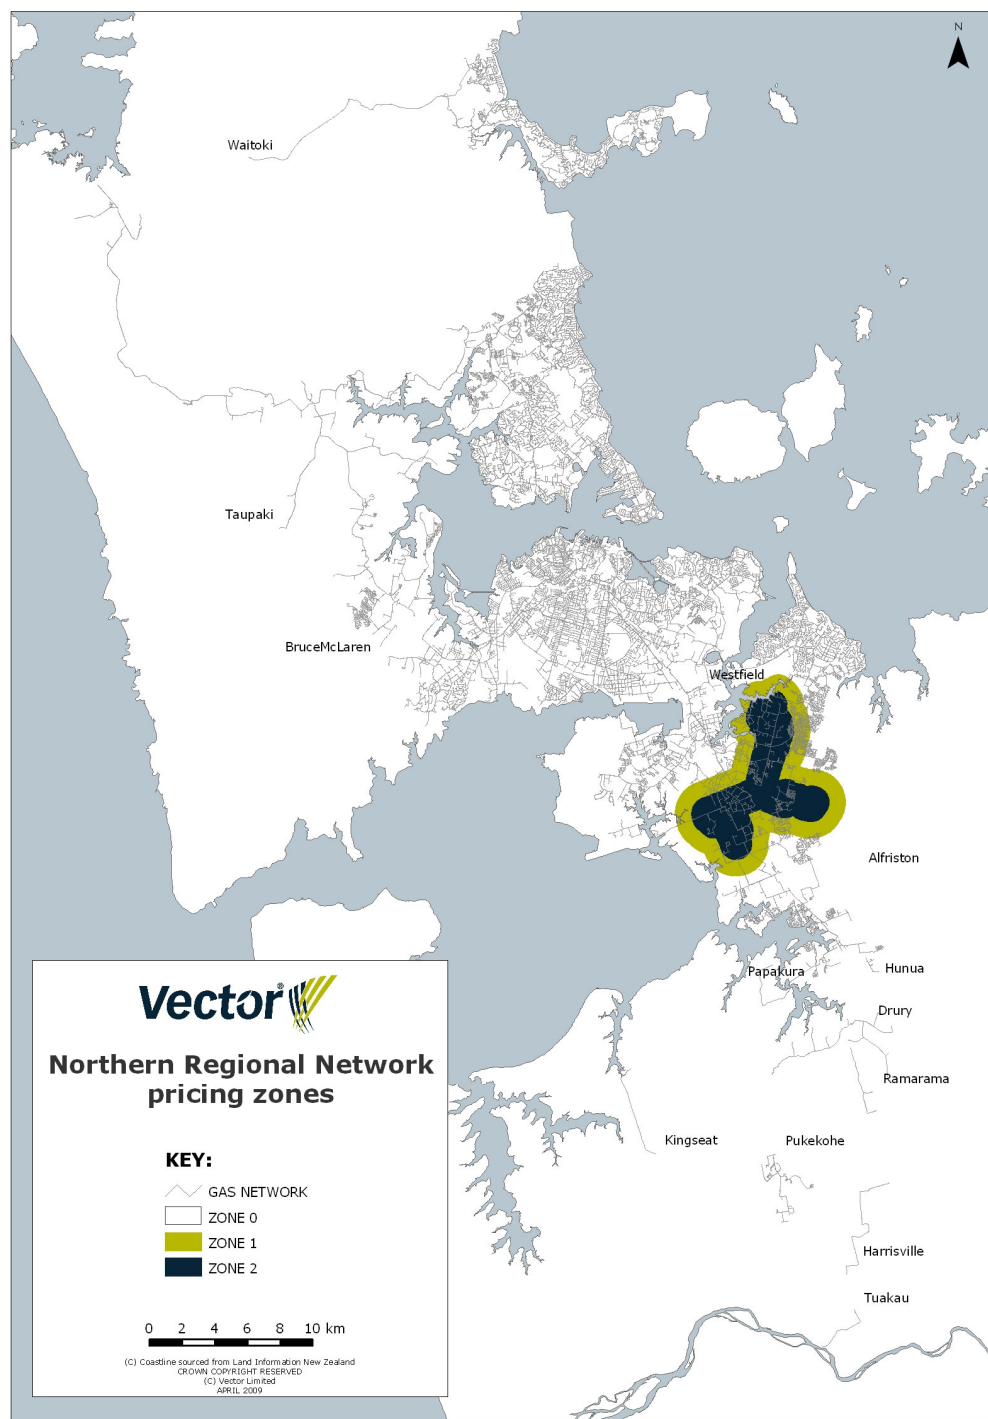 N
Waitoki
Taupaki
BruceMcLaren
Westfield
Alfriston
Papakura
Hunua
Drury
Ramarama
Kingseat
Pukekohe
Harrisville
Tuakau
Vector®
Northern Regional Network
pricing zones
KEY:
GAS NETWORK
ZONE 0
ZONE 1
ZONE 2
0 2 4 6 8 10 km
(C) Coastline sourced from Land Information New Zealand
CROWN COPYRIGHT RESERVED
(C) Vector Limited
APRIL 2009